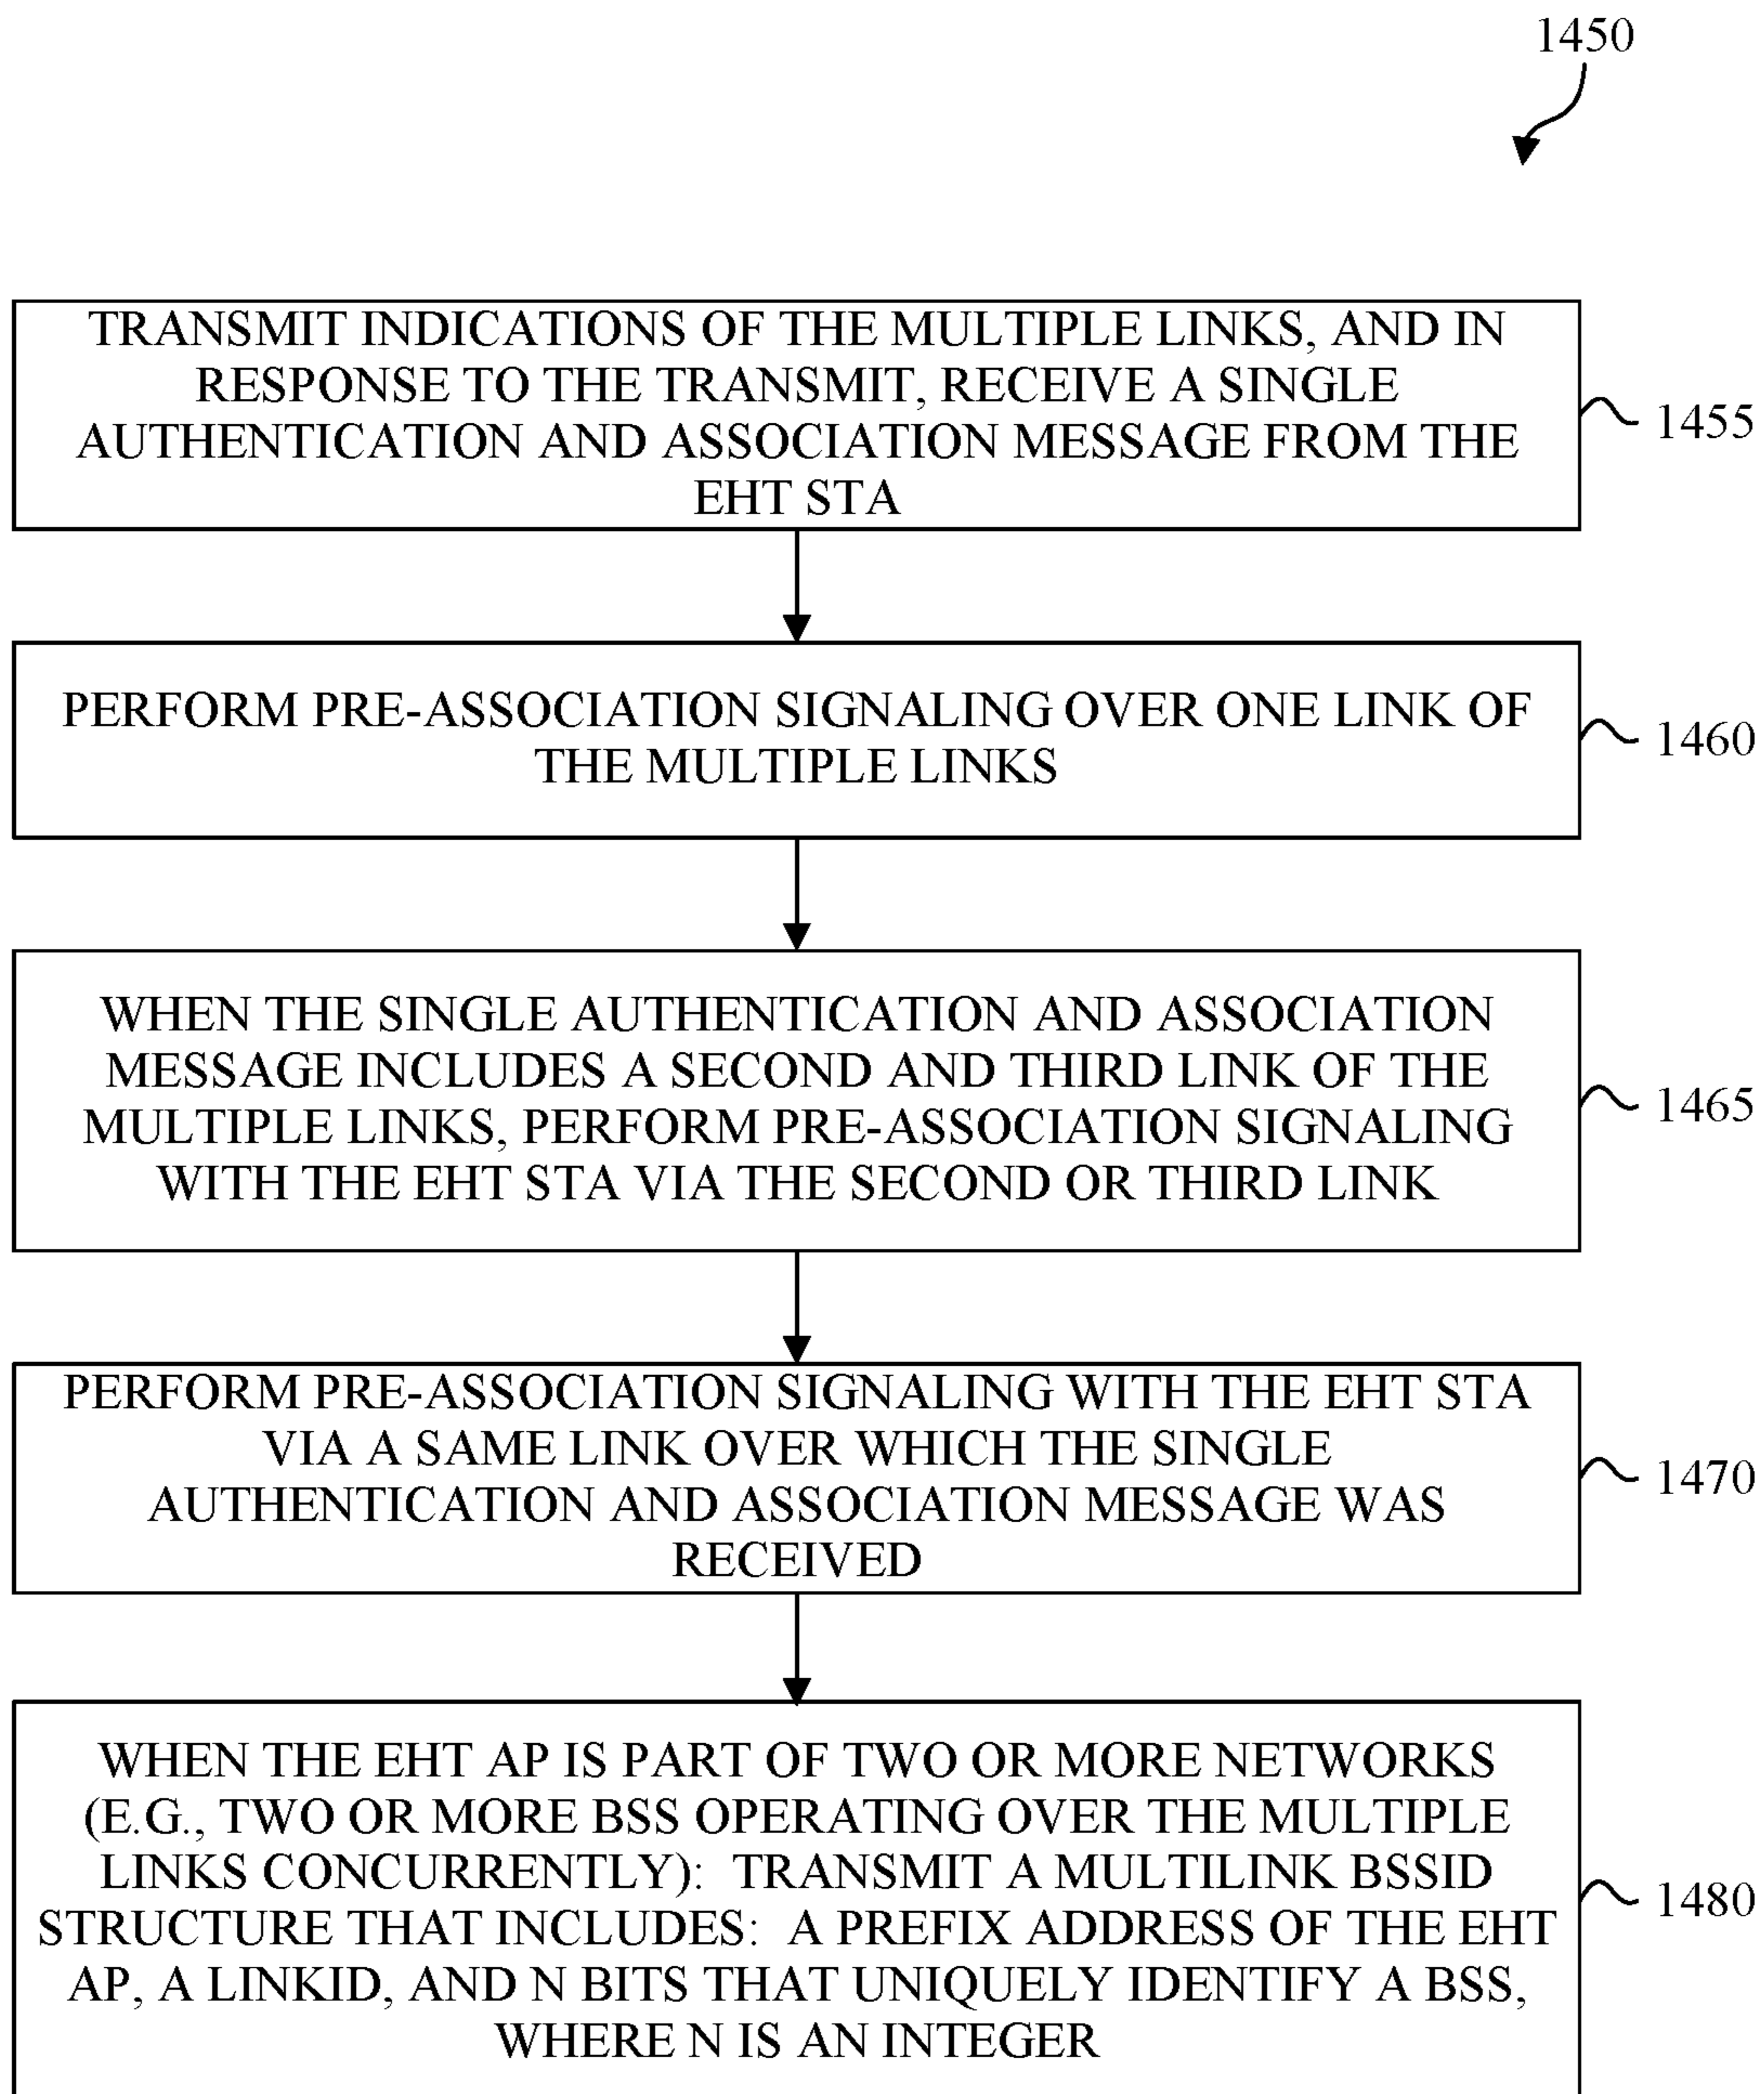 1450
TRANSMIT INDICATIONS OF THE MULTIPLE LINKS, AND IN
RESPONSE TO THE TRANSMIT, RECEIVE A SINGLE
AUTHENTICATION AND ASSOCIATION MESSAGE FROM THE
EHT STA
1455
PERFORM PRE-ASSOCIATION SIGNALING OVER ONE LINK OF
THE MULTIPLE LINKS
1460
WHEN THE SINGLE AUTHENTICATION AND ASSOCIATION
MESSAGE INCLUDES A SECOND AND THIRD LINK OF THE
MULTIPLE LINKS, PERFORM PRE-ASSOCIATION SIGNALING
WITH THE EHT STA VIA THE SECOND OR THIRD LINK
1465
PERFORM PRE-ASSOCIATION SIGNALING WITH THE EHT STA
VIA A SAME LINK OVER WHICH THE SINGLE
AUTHENTICATION AND ASSOCIATION MESSAGE WAS
RECEIVED
1470
WHEN THE EHT AP IS PART OF TWO OR MORE NETWORKS
(E.G., TWO OR MORE BSS OPERATING OVER THE MULTIPLE
LINKS CONCURRENTLY): TRANSMIT A MULTILINK BSSID
STRUCTURE THAT INCLUDES: A PREFIX ADDRESS OF THE EHT
AP, A LINKID, AND N BITS THAT UNIQUELY IDENTIFY A BSS,
WHERE N IS AN INTEGER
1480